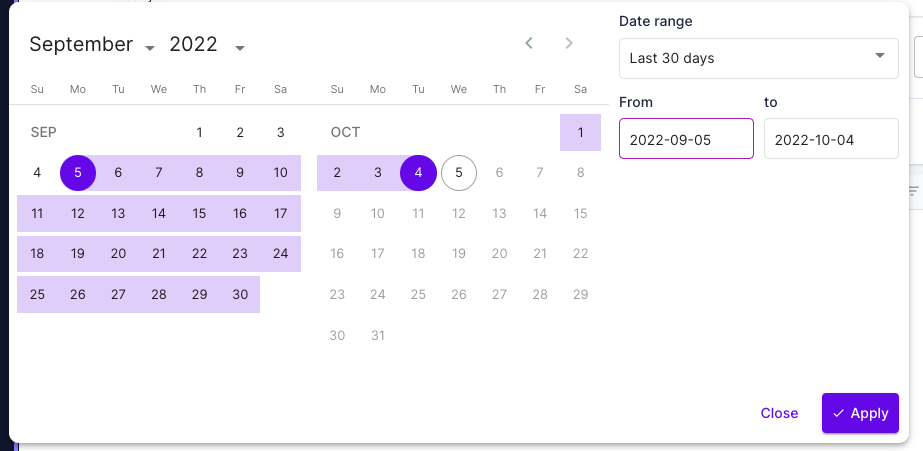 September 2022
Su Mo Tu We Th Fr Sa
SEP 1 2 3
4 5 6 7 8 9 10
11 12 13 14 15 16 17
18 19 20 21 22 23 24
25 26 27 28 29 30
Su Mo Tu We Th Fr Sa
OCT 1
2 3 4 5 6 7 8
9 10 11 12 13 14 15
16 17 18 19 20 21 22
23 24 25 26 27 28 29
30 31
Date range
Last 30 days
From to
2022-09-05 2022-10-04
Close Apply